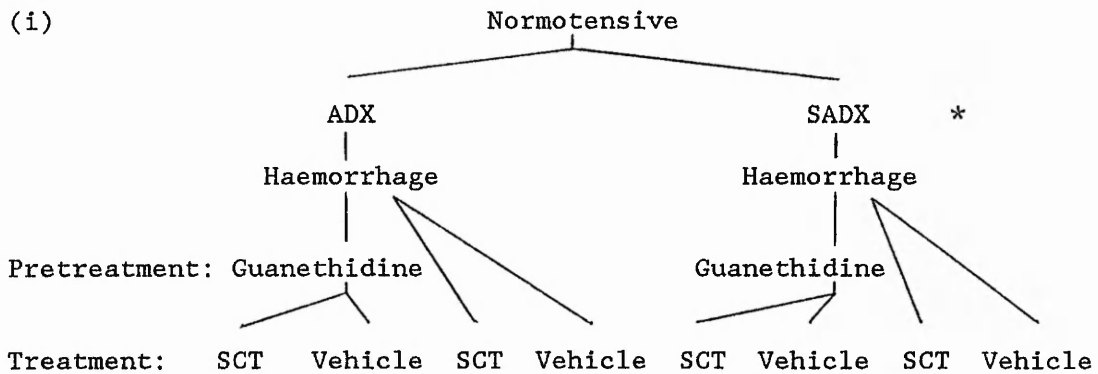 (i) Normotensive
ADX SADX *
Haemorrhage Haemorrhage
Pretreatment: Guanethidine Guanethidine
Treatment: SCT Vehicle SCT Vehicle SCT Vehicle SCT Vehicle